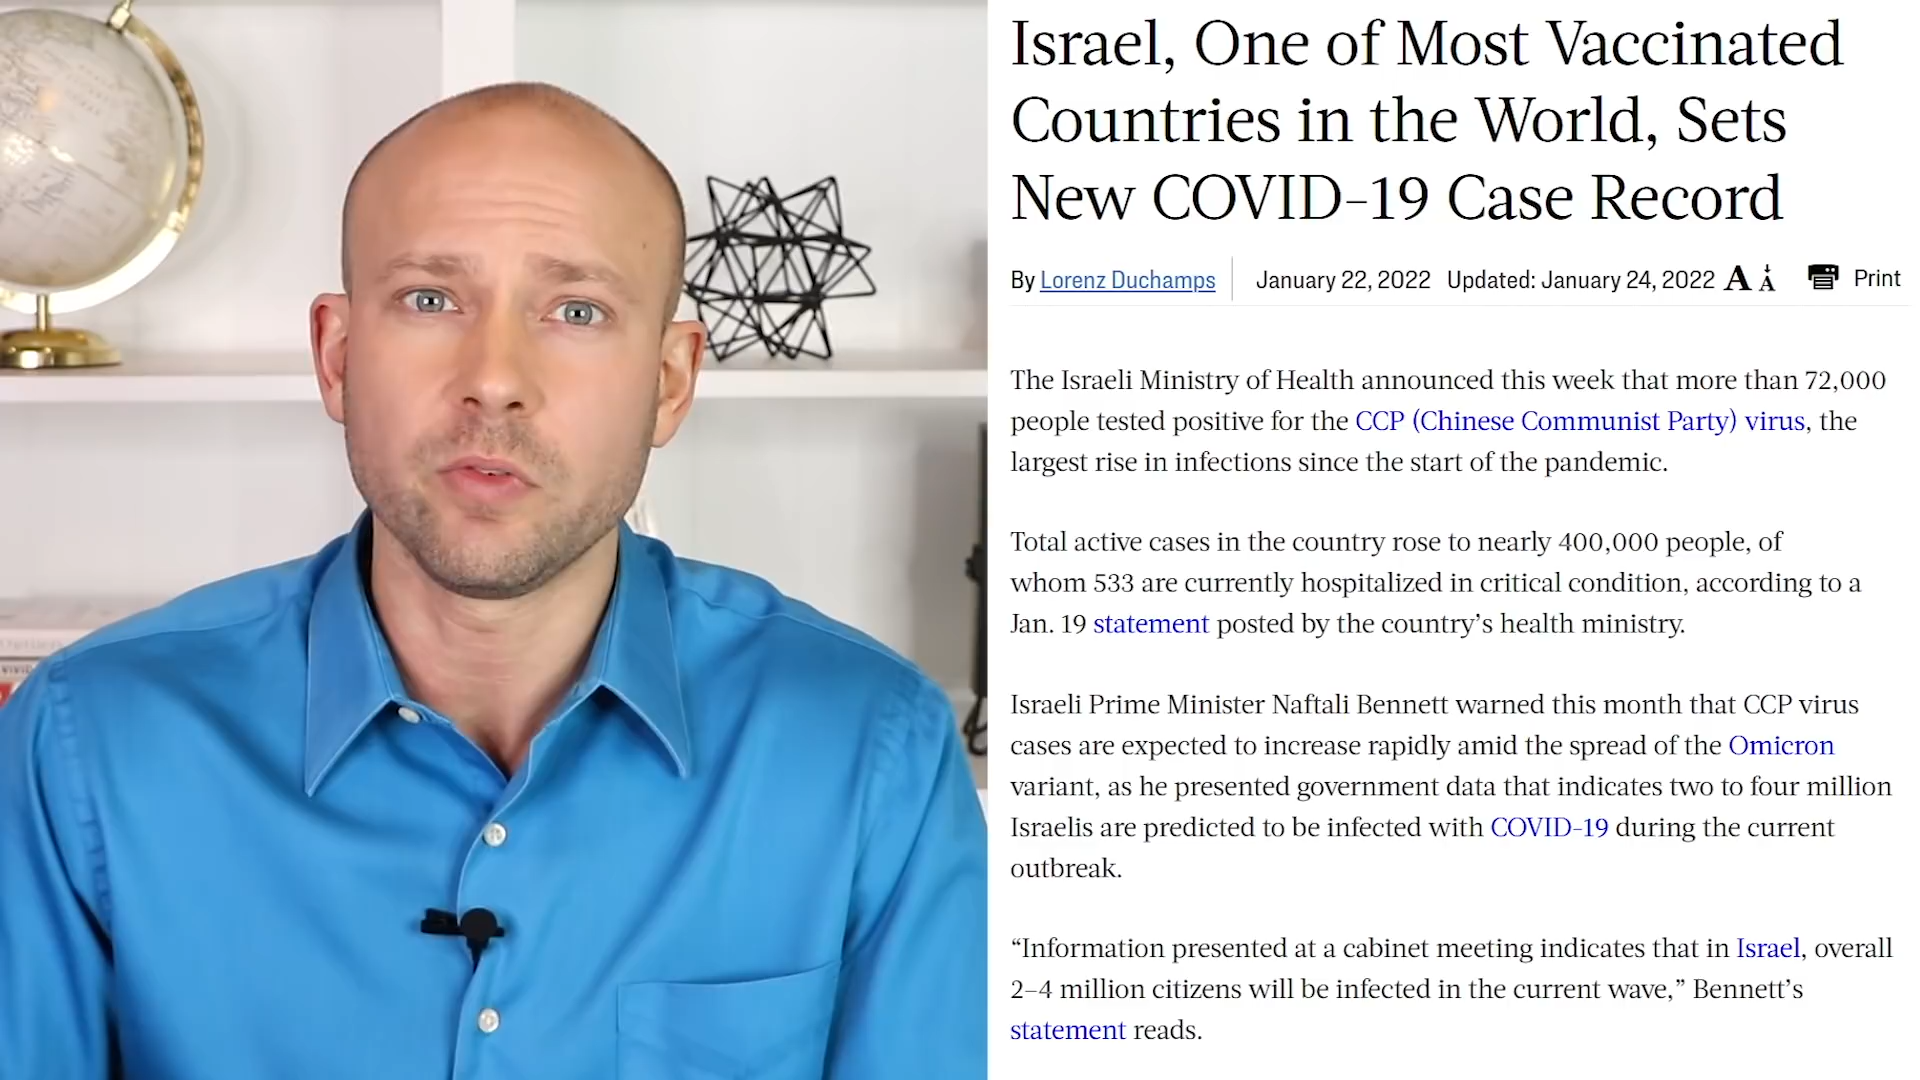 Israel, One of Most Vaccinated
Countries in the World, Sets
New COVID-19 Case Record
By Lorenz Duchamps January 22, 2022 Updated: January 24, 2022 A A Print
The Israeli Ministry of Health announced this week that more than 72,000
people tested positive for the CCP (Chinese Communist Party) virus, the
largest rise in infections since the start of the pandemic.
Total active cases in the country rose to nearly 400,000 people, of
whom 533 are currently hospitalized in critical condition, according to a
Jan. 19 statement posted by the country’s health ministry.
Israeli Prime Minister Naftali Bennett warned this month that CCP virus
cases are expected to increase rapidly amid the spread of the Omicron
variant, as he presented government data that indicates two to four million
Israelis are predicted to be infected with COVID-19 during the current
outbreak.
“Information presented at a cabinet meeting indicates that in Israel, overall
2–4 million citizens will be infected in the current wave,” Bennett’s
statement reads.